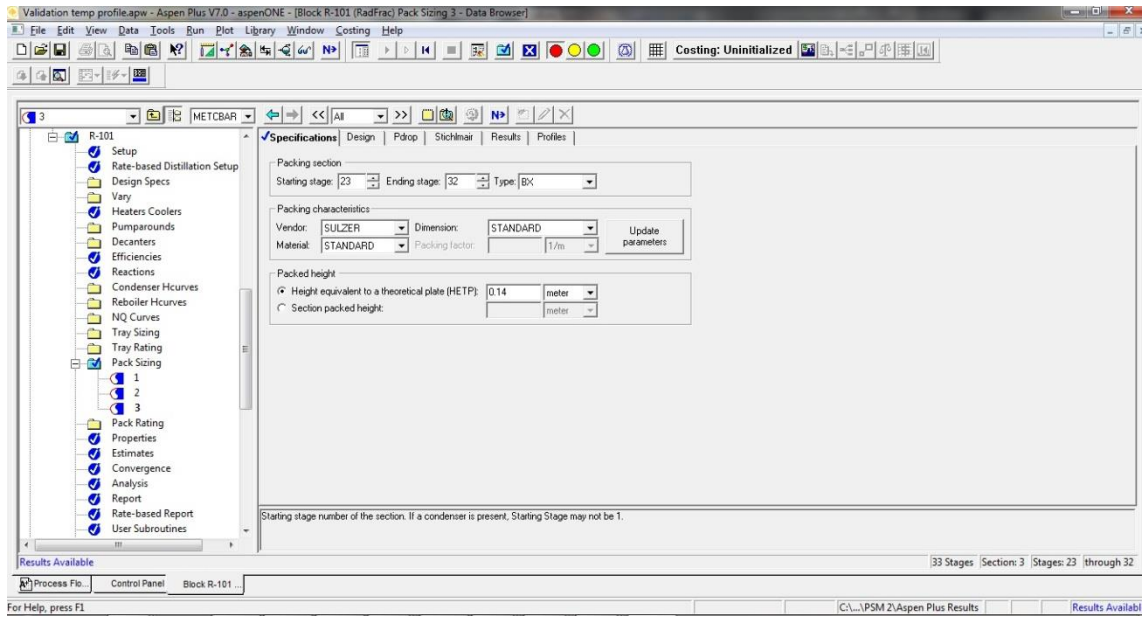 Validation temp profile.apw - Aspen Plus V7.0 - aspenONE - [Block R-101 (RadFrac) Pack Sizing 3 - Data Browser]
File Edit View Data Tools Run Plot Library Window Costing Help
Costing: Uninitialized
3 METCBAR All
R-101
Setup
Rate-based Distillation Setup
Design Specs
Vary
Heaters Coolers
Pumparounds
Decanters
Efficiencies
Reactions
Condenser Hcurves
Reboiler Hcurves
NQ Curves
Tray Sizing
Tray Rating
Pack Sizing
1
2
3
Pack Rating
Properties
Estimates
Convergence
Analysis
Report
Rate-based Report
User Subroutines
Specifications Design Pdrop Stichlmair Results Profiles
Packing section
Starting stage: 23 Ending stage: 32 Type: BX
Packing characteristics
Vendor: SULZER Dimension: STANDARD
Material: STANDARD Packing factor: 1/m
Update parameters
Packed height
Height equivalent to a theoretical plate (HETP): 0.14 meter
Section packed height: meter
Starting stage number of the section. If a condenser is present, Starting Stage may not be 1.
Results Available 33 Stages Section: 3 Stages: 23 through 32
Process Flo... Control Panel Block R-101 ...
For Help, press F1 C:\...\PSM 2\Aspen Plus Results Results Availabl